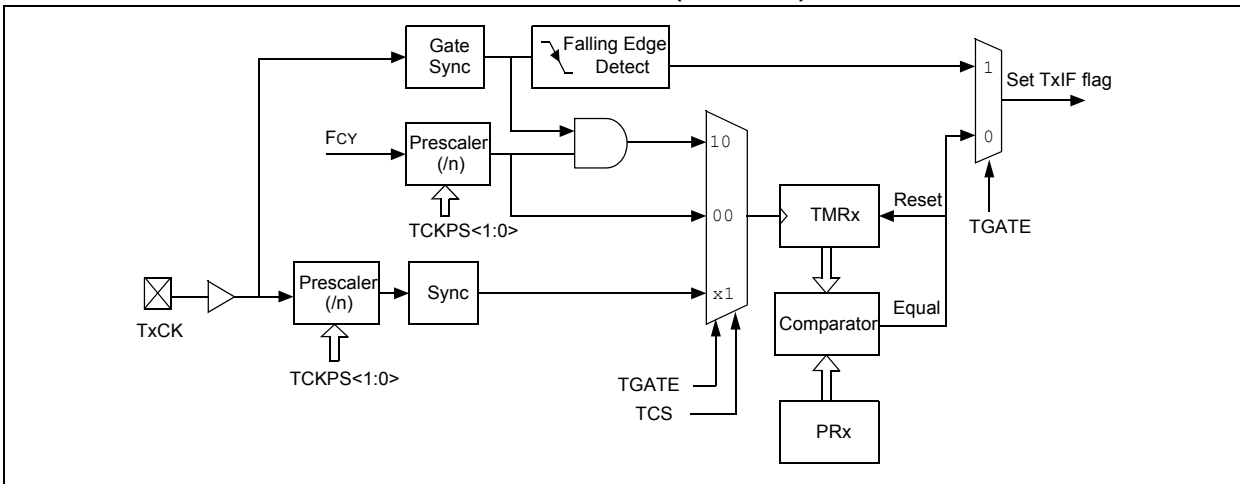 Gate
Sync
Falling Edge
Detect
1
Set TxIF flag
0
FCY
Prescaler
(/n)
10
TCKPS<1:0>
00
TMRx
Reset
TGATE
Prescaler
(/n)
Sync
x1
TxCK
Comparator
Equal
TCKPS<1:0>
TGATE
TCS
PRx